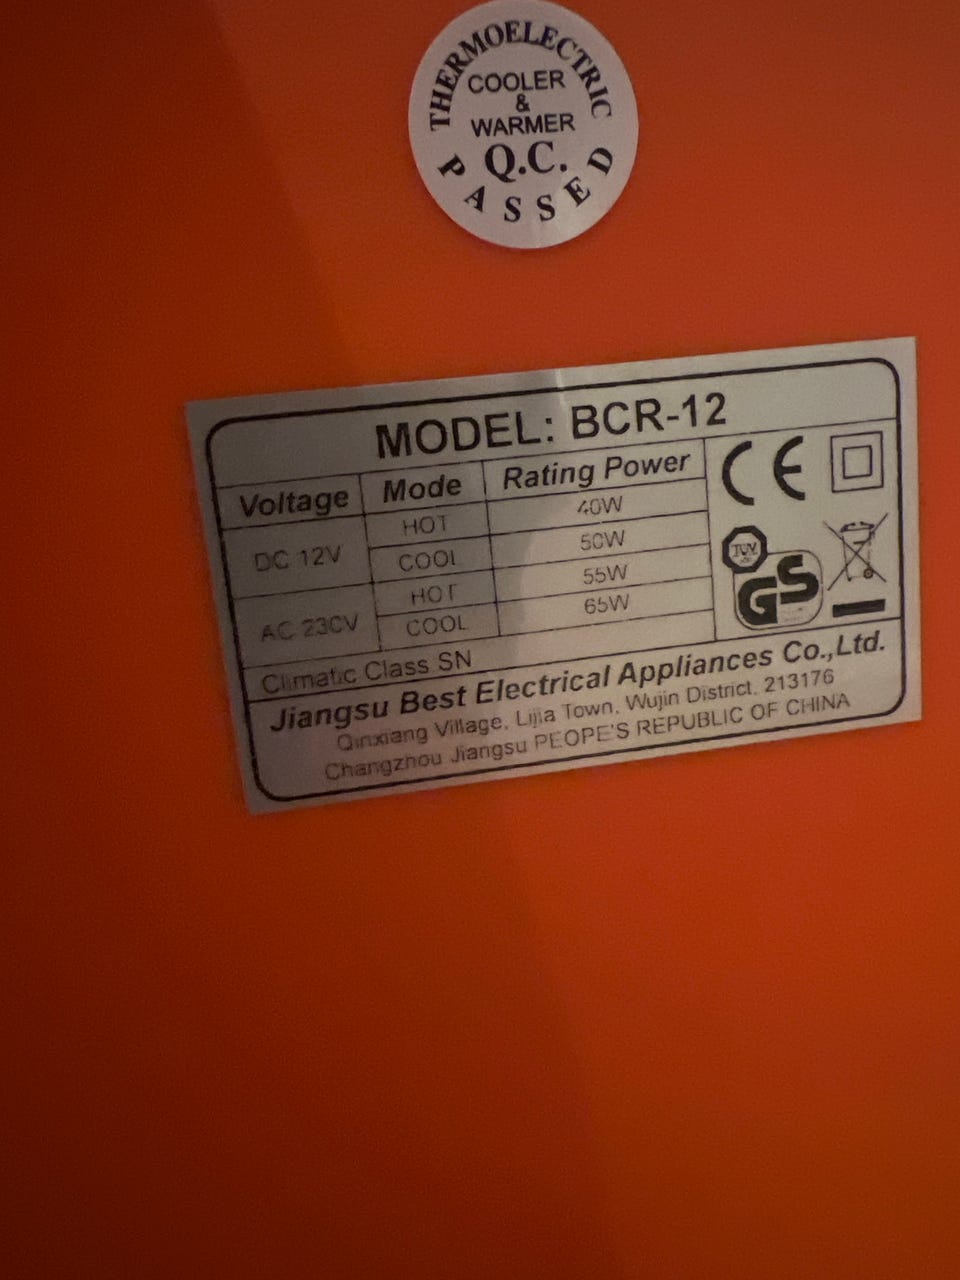 THERMOELECTRIC
COOLER
&
WARMER
Q.C.
PASSED
MODEL: BCR-12
Voltage Mode Rating Power
DC 12V HOT 40W
COOL 50W
AC 230V HOT 55W
COOL 65W
CE
TÜV
GS
Climatic Class SN
Jiangsu Best Electrical Appliances Co.,Ltd.
Qinxiang Village, Lijia Town, Wujin District, 213176
Changzhou Jiangsu PEOPE'S REPUBLIC OF CHINA